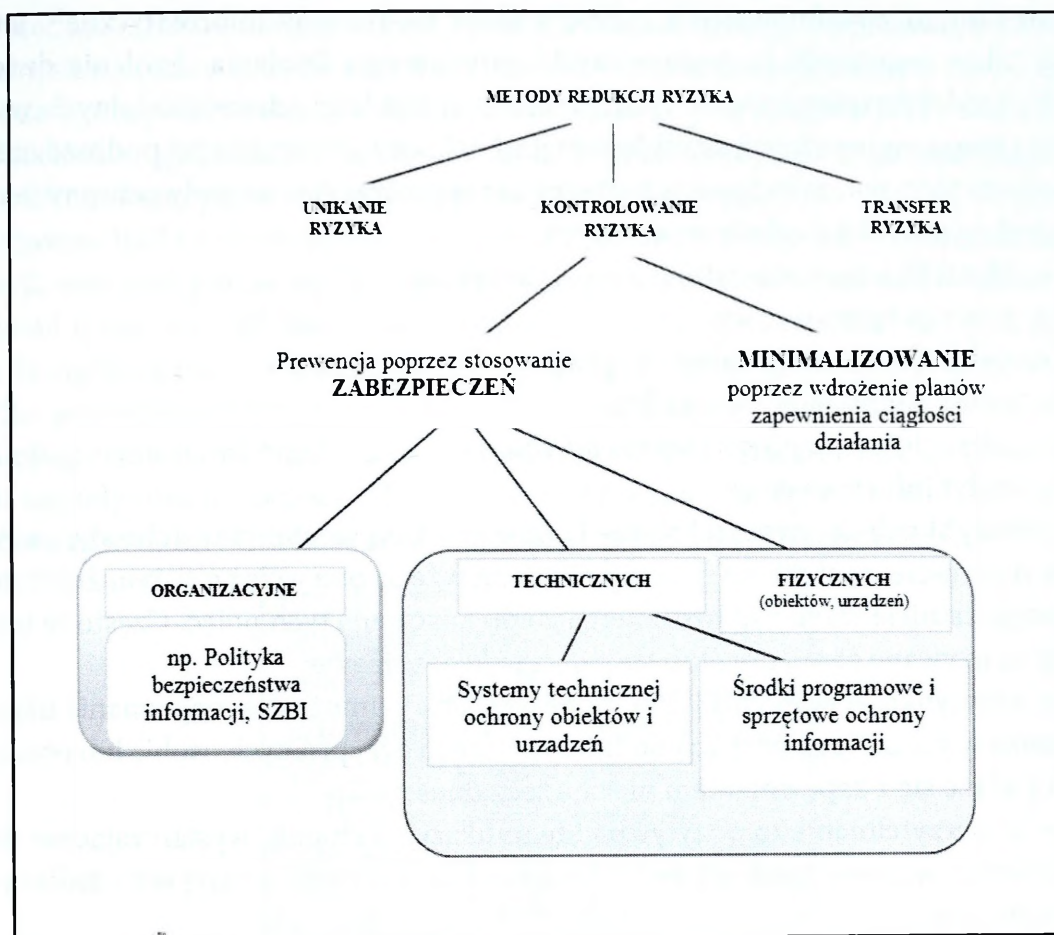 METODY REDUKCJI RYZYKA
UNIKANIE
RYZYKA
KONTROLOWANIE
RYZYKA
TRANSFER
RYZYKA
Prewencja poprzez stosowanie
ZABEZPIECZEŃ
MINIMALIZOWANIE
poprzez wdrożenie planów
zapewnienia ciągłości
działania
ORGANIZACYJNE
np. Polityka
bezpieczeństwa
informacji, SZBI
TECHNICZNYCH
FIZYCZNYCH
(obiektów, urządzeń)
Systemy technicznej
ochrony obiektów i
urzadzeń
Środki programowe i
sprzętowe ochrony
informacji